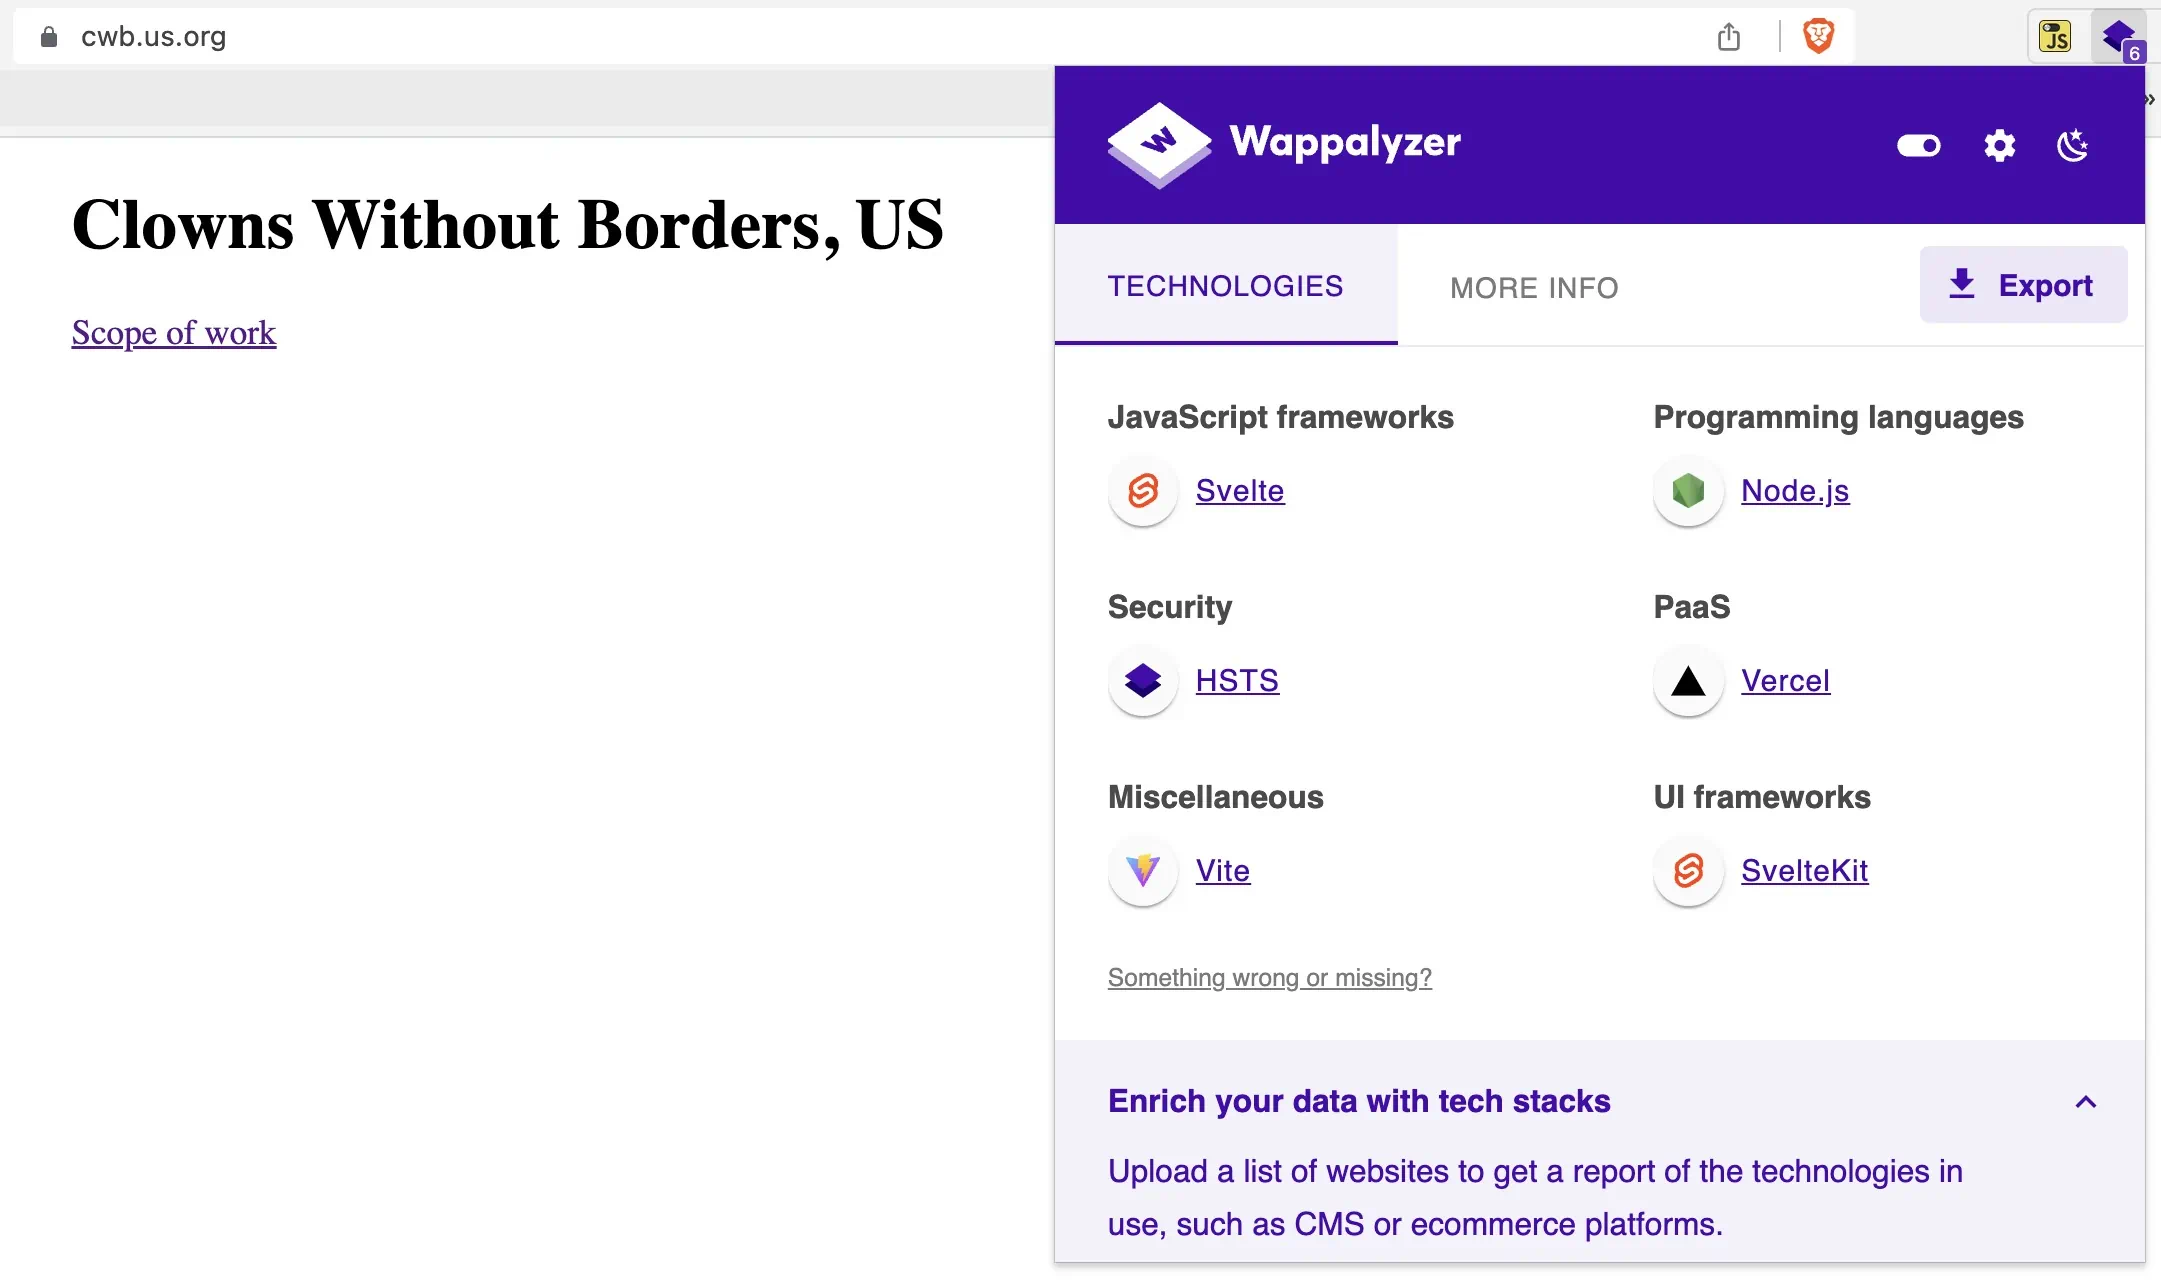 cwb.us.org
JS
6
»
W Wappalyzer
Clowns Without Borders, US
Scope of work
TECHNOLOGIES
MORE INFO
Export
JavaScript frameworks
Programming languages
Svelte
Node.js
Security
PaaS
HSTS
Vercel
Miscellaneous
UI frameworks
Vite
SvelteKit
Something wrong or missing?
Enrich your data with tech stacks
Upload a list of websites to get a report of the technologies in
use, such as CMS or ecommerce platforms.